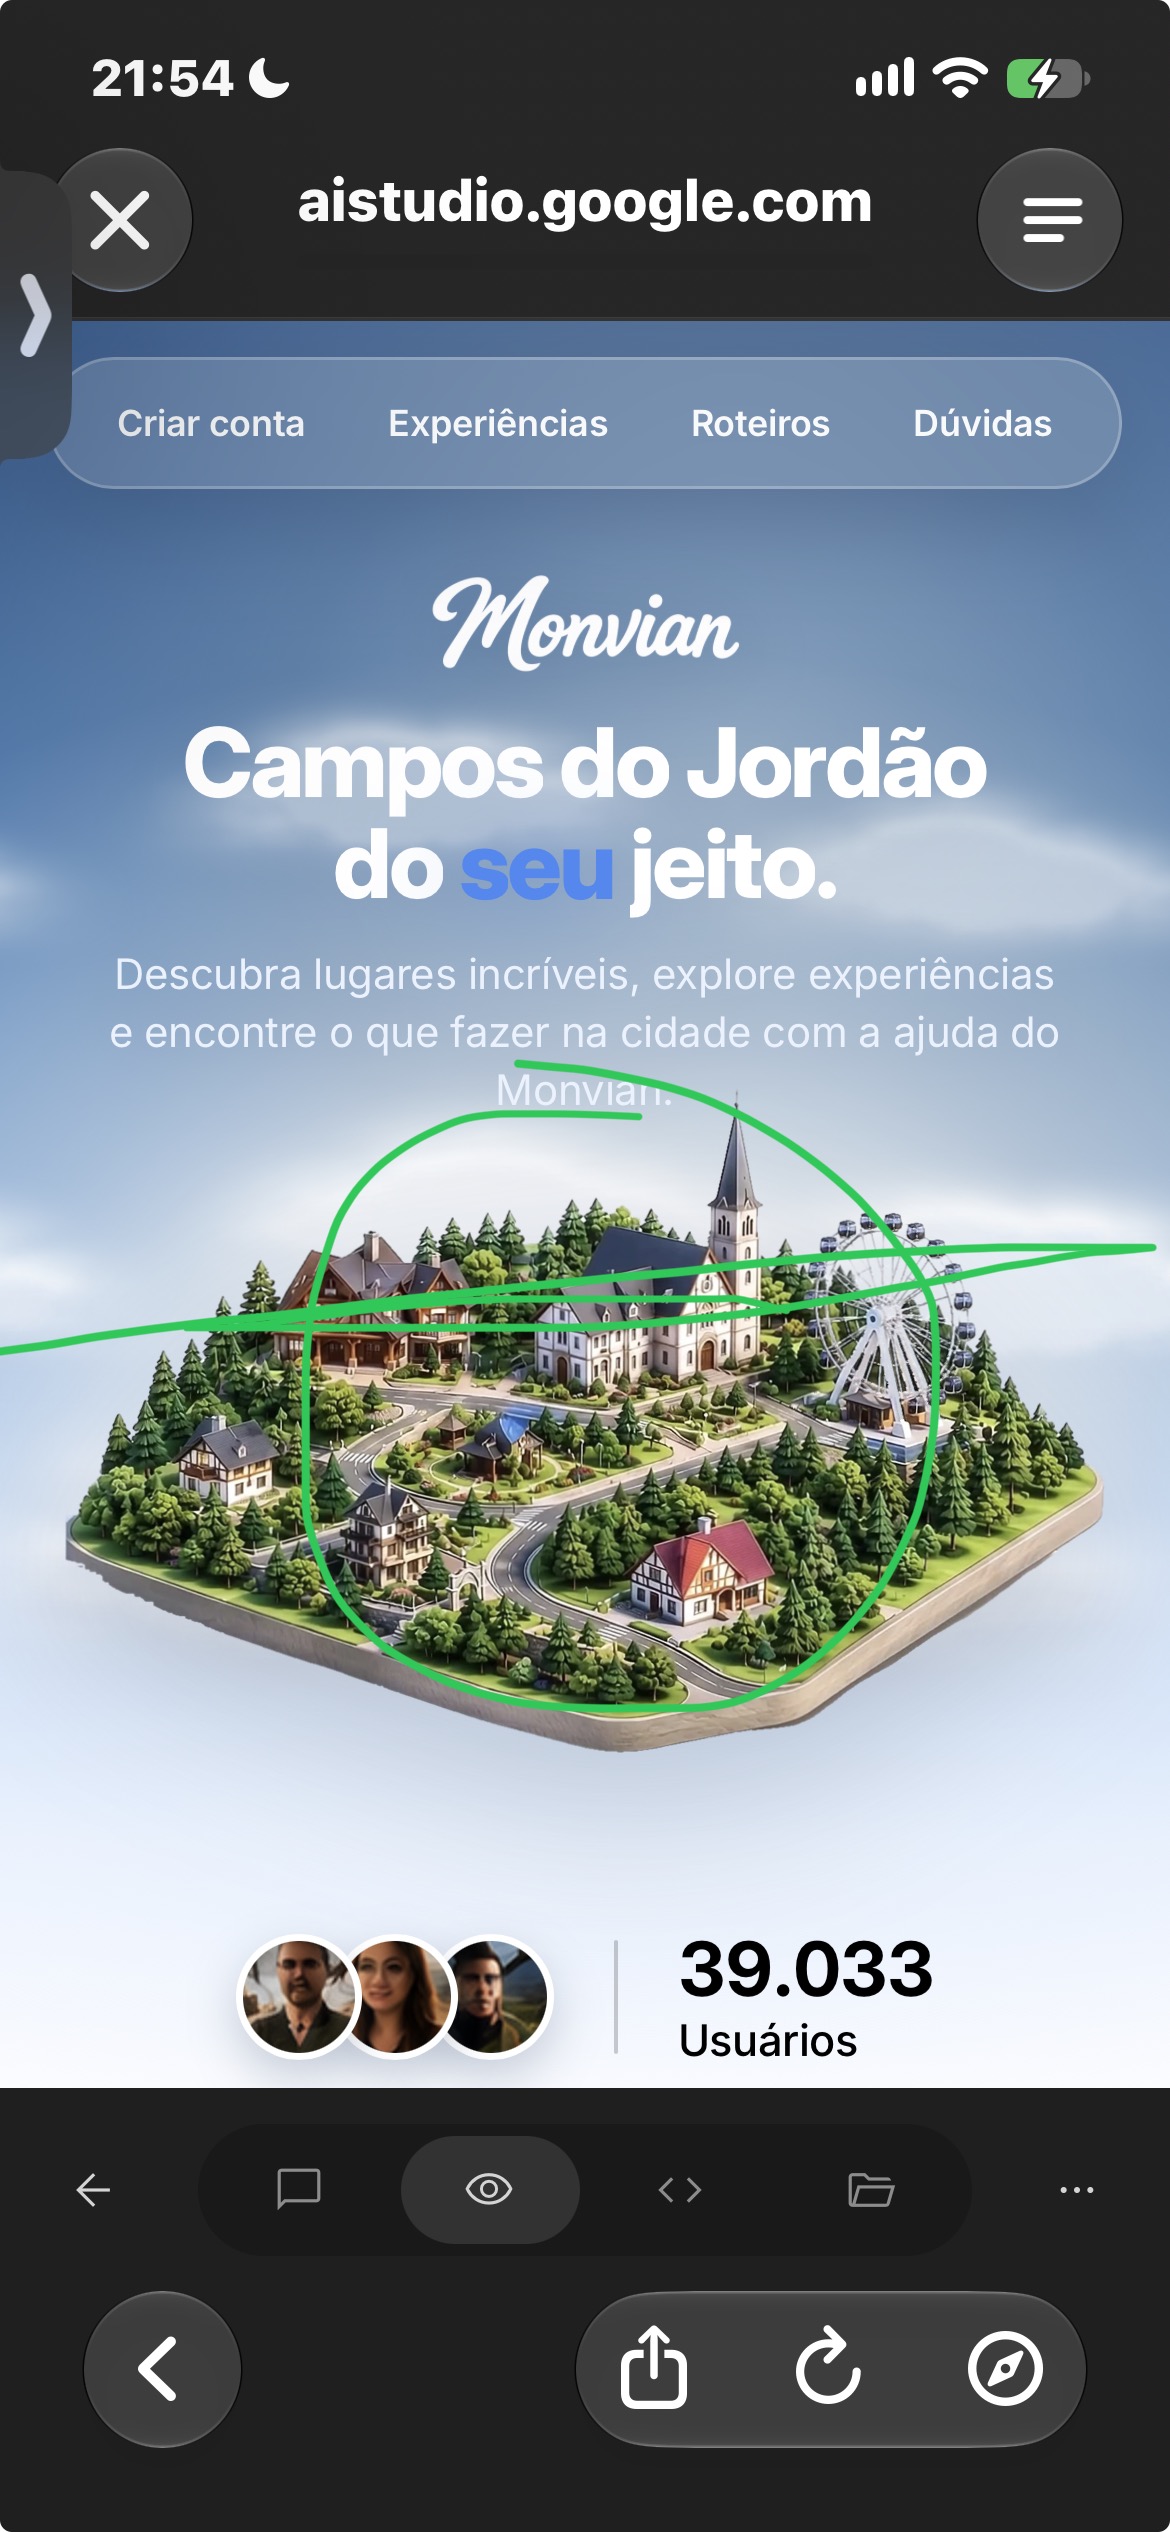 21:54
aistudio.google.com
Criar conta Experiências Roteiros Dúvidas
Monvian
Campos do Jordão
do seu jeito.
Descubra lugares incríveis, explore experiências
e encontre o que fazer na cidade com a ajuda do
Monvian.
39.033
Usuários